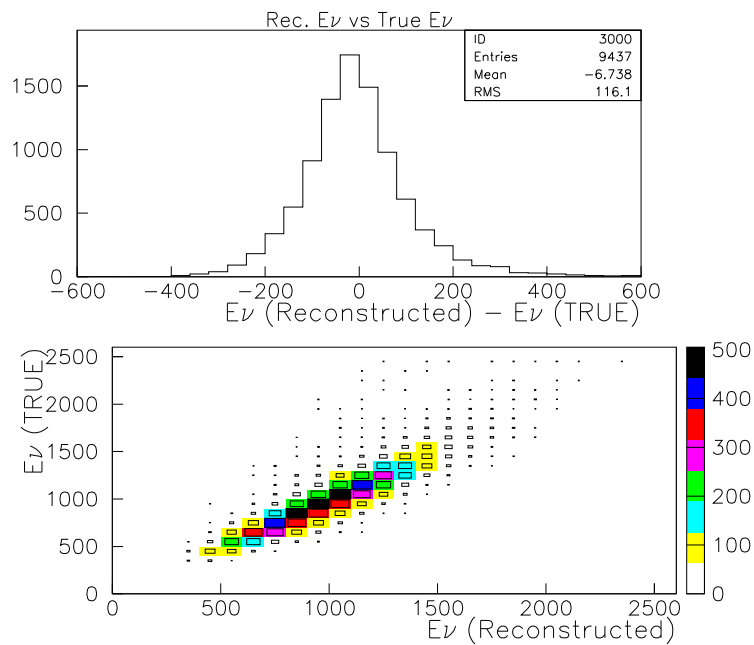 Rec. Eν vs True Eν
ID 3000
Entries 9437
Mean −6.738
RMS 116.1
1500
1000
500
0
−600 −400 −200 0 200 400 600
Eν (Reconstructed) − Eν (TRUE)
Eν (TRUE)
2500
2000
1500
1000
500
0
0 500 1000 1500 2000 2500
Eν (Reconstructed)
500
400
300
200
100
0